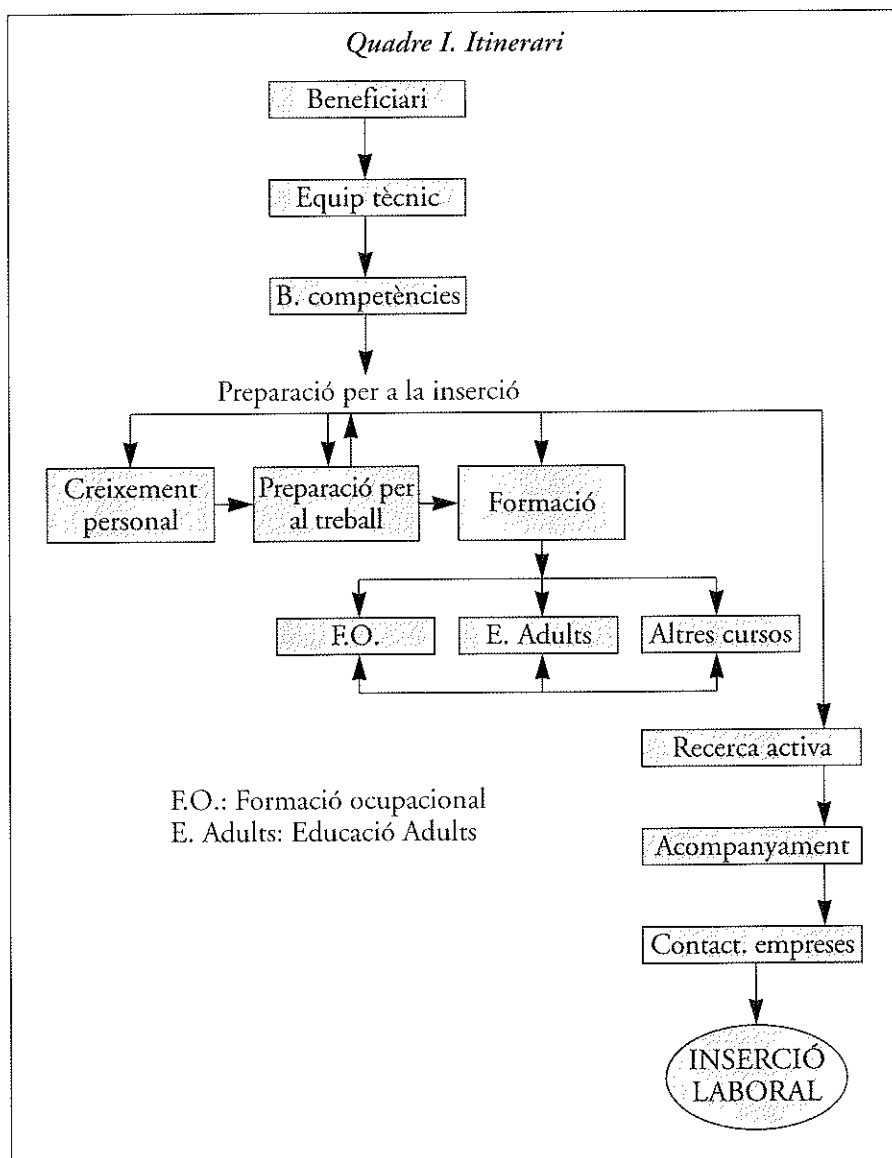 Quadre I. Itinerari
Beneficiari
Equip tècnic
B. competències
Preparació per a la inserció
Creixement
personal
Preparació per
al treball
Formació
F.O.
E. Adults
Altres cursos
Recerca activa
F.O.: Formació ocupacional
E. Adults: Educació Adults
Acompanyament
Contact. empreses
INSERCIÓ
LABORAL